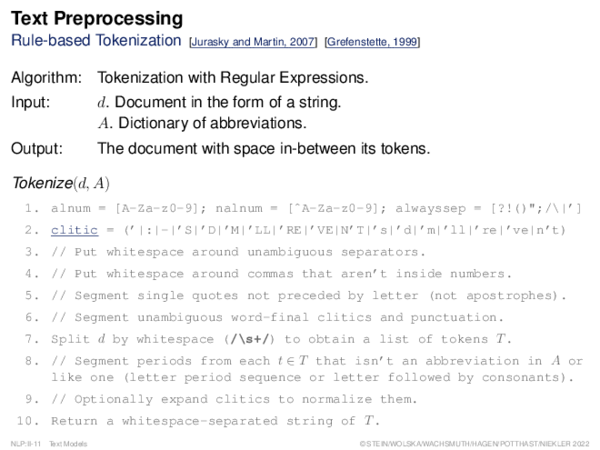 Text Preprocessing
Rule-based Tokenization [Jurasky and Martin, 2007] [Grefenstette, 1999]
Algorithm: Tokenization with Regular Expressions.
Input: d. Document in the form of a string.
A. Dictionary of abbreviations.
Output: The document with space in-between its tokens.
Tokenize(d, A)
1. alnum = [A-Za-z0-9]; nalnum = [^A-Za-z0-9]; alwayssep = [?!()";/\|']
2. clitic = ('|:|-|'S|'D|'M|'LL|'RE|'VE|N'T|'s|'d|'m|'ll|'re|'ve|n't)
3. // Put whitespace around unambiguous separators.
4. // Put whitespace around commas that aren't inside numbers.
5. // Segment single quotes not preceded by letter (not apostrophes).
6. // Segment unambiguous word-final clitics and punctuation.
7. Split d by whitespace (/\s+/) to obtain a list of tokens T.
8. // Segment periods from each t∈T that isn't an abbreviation in A or
like one (letter period sequence or letter followed by consonants).
9. // Optionally expand clitics to normalize them.
10. Return a whitespace-separated string of T.
NLP:II-11 Text Models ©STEIN/WOLSKA/WACHSMUTH/HAGEN/POTTHAST/NIEKLER 2022